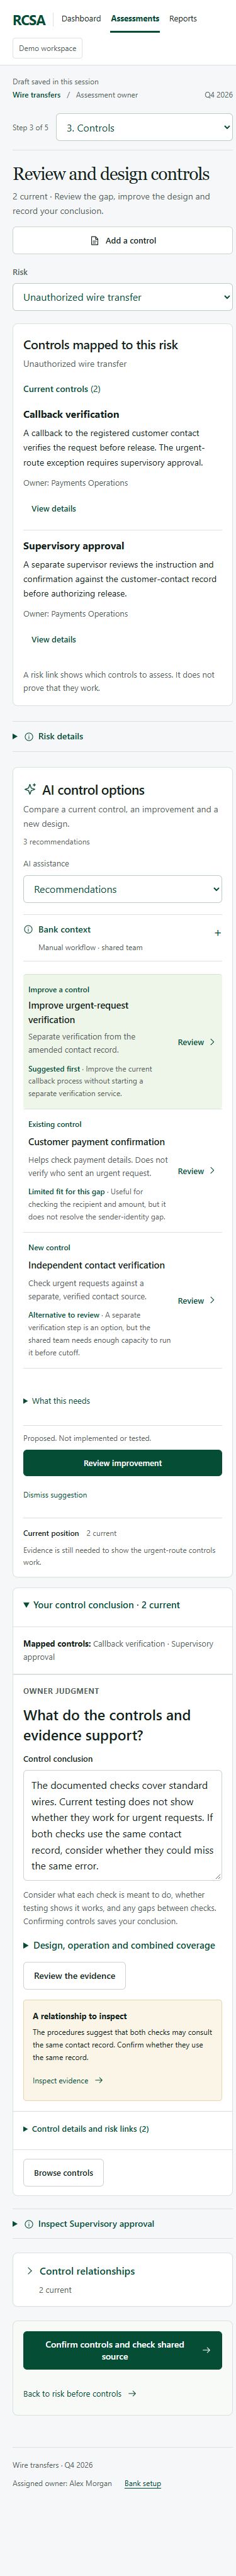 RCSA Dashboard Assessments Reports
Demo workspace
Draft saved in this session
Wire transfers / Assessment owner Q4 2026
Step 3 of 5 3. Controls
Review and design controls
2 current · Review the gap, improve the design and
record your conclusion.
Add a control
Risk
Unauthorized wire transfer
Controls mapped to this risk
Unauthorized wire transfer
Current controls (2)
Callback verification
A callback to the registered customer contact
verifies the request before release. The urgent-
route exception requires supervisory approval.
Owner: Payments Operations
View details
Supervisory approval
A separate supervisor reviews the instruction and
confirmation against the customer-contact record
before authorizing release.
Owner: Payments Operations
View details
A risk link shows which controls to assess. It does not
prove that they work.
Risk details
AI control options
Compare a current control, an improvement and a
new design.
3 recommendations
AI assistance
Recommendations
Bank context +
Manual workflow · shared team
Improve a control
Improve urgent-request
verification
Separate verification from the
amended contact record.
Review
Suggested first · Improve the current
callback process without starting a
separate verification service.
Existing control
Customer payment confirmation
Helps check payment details. Does not
verify who sent an urgent request.
Review
Limited fit for this gap · Useful for
checking the recipient and amount, but it
does not resolve the sender-identity gap.
New control
Independent contact verification
Check urgent requests against a
separate, verified contact source.
Review
Alternative to review · A separate
verification step is an option, but the
shared team needs enough capacity to run
it before cutoff.
What this needs
Proposed. Not implemented or tested.
Review improvement
Dismiss suggestion
Current position 2 current
Evidence is still needed to show the urgent-route controls
work.
Your control conclusion · 2 current
Mapped controls: Callback verification · Supervisory
approval
OWNER JUDGMENT
What do the controls and
evidence support?
Control conclusion
The documented checks cover standard
wires. Current testing does not show
whether they work for urgent requests. If
both checks use the same contact
record, consider whether they could miss
the same error.
Consider what each check is meant to do, whether
testing shows it works, and any gaps between checks.
Confirming controls saves your conclusion.
Design, operation and combined coverage
Review the evidence
A relationship to inspect
The procedures suggest that both checks may consult
the same contact record. Confirm whether they use
the same record.
Inspect evidence
Control details and risk links (2)
Browse controls
Inspect Supervisory approval
Control relationships
2 current
Confirm controls and check shared
source
Back to risk before controls
Wire transfers · Q4 2026
Assigned owner: Alex Morgan Bank setup